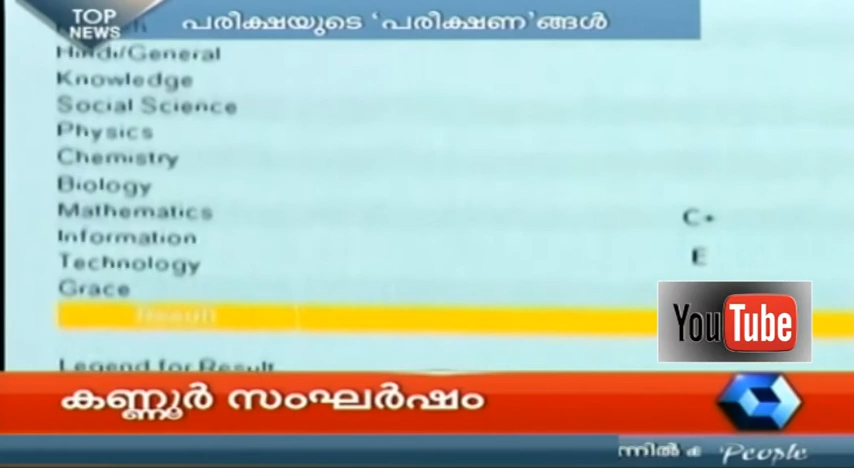 TOP
NEWS
പരീക്ഷയുടെ ‘പരീക്ഷണ’ങ്ങൾ
Hindi/General
Knowledge
Social Science
Physics
Chemistry
Biology
Mathematics C+
Information
Technology E
Grace
Result
YouTube
Legend for Result
കണ്ണൂർ സംഘർഷം
ന്നിൽ
People